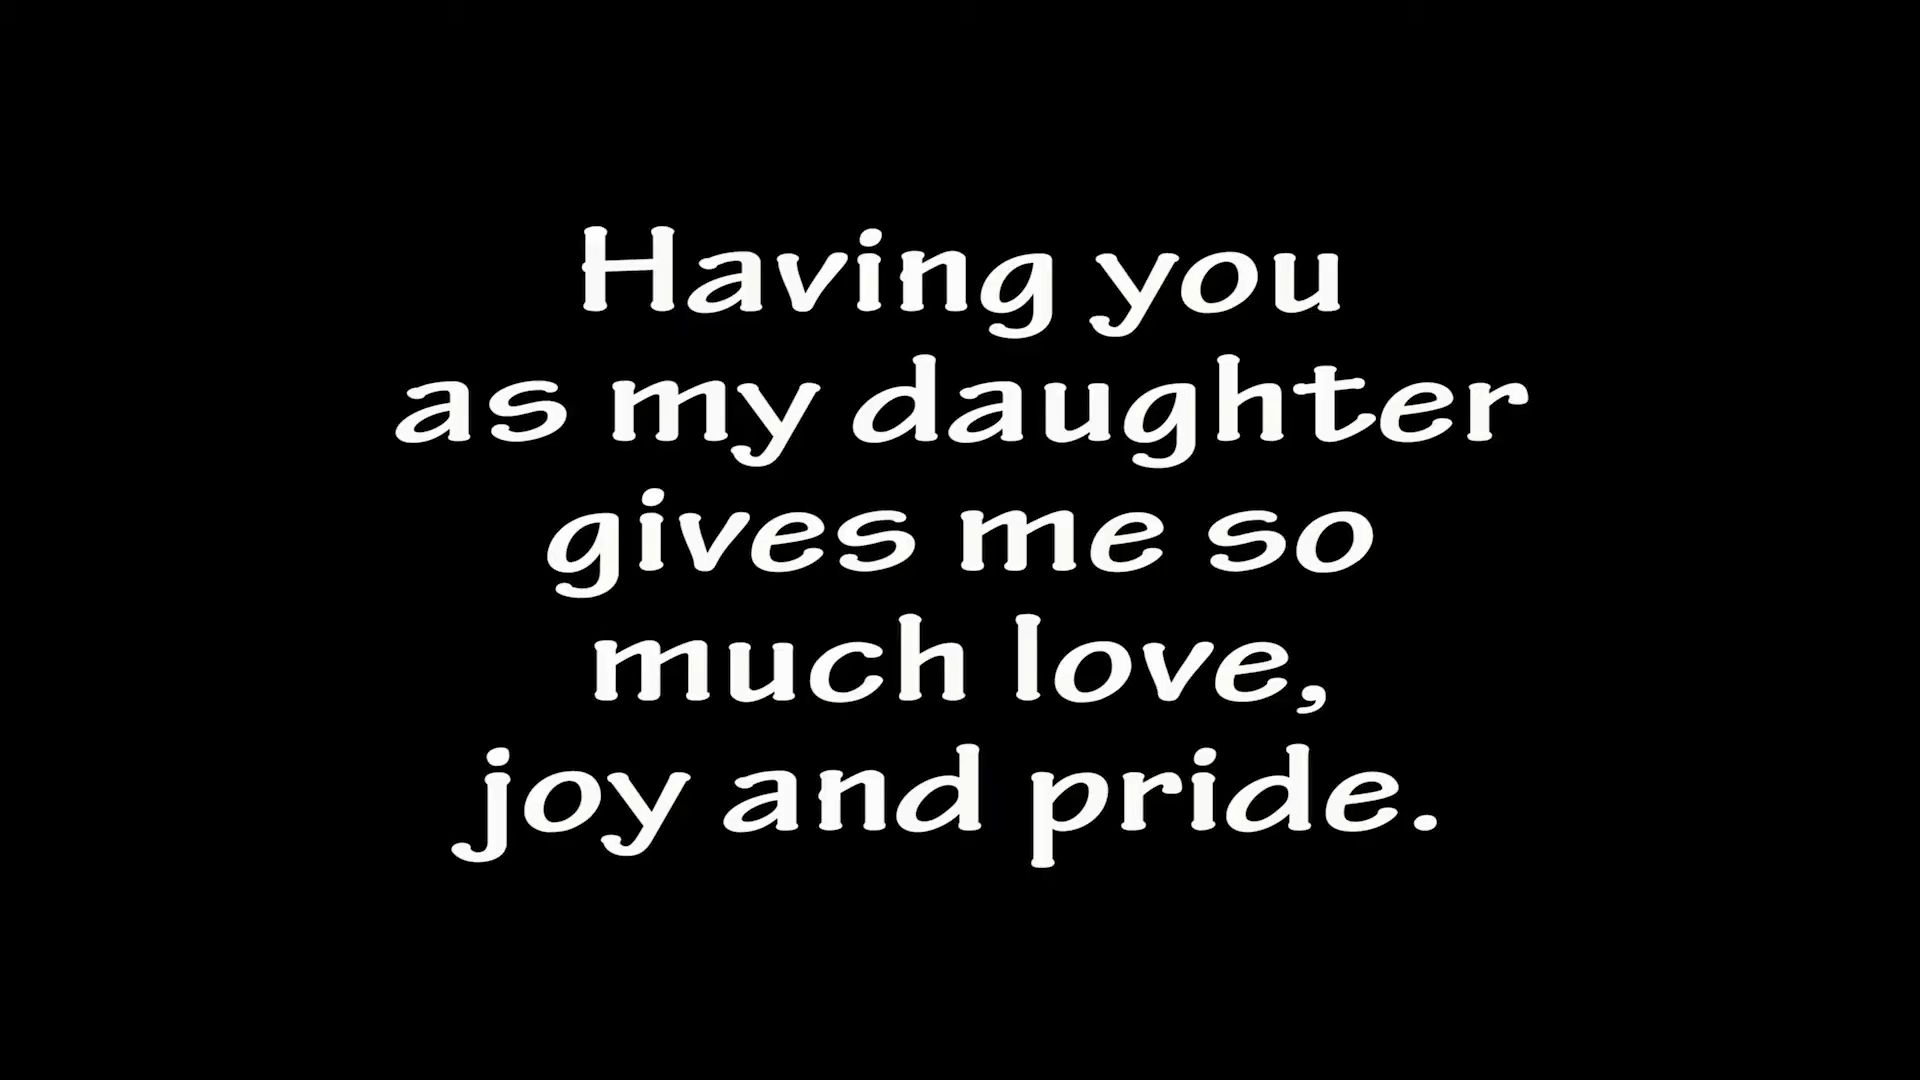 Having you
as my daughter
gives me so
much love,
joy and pride.